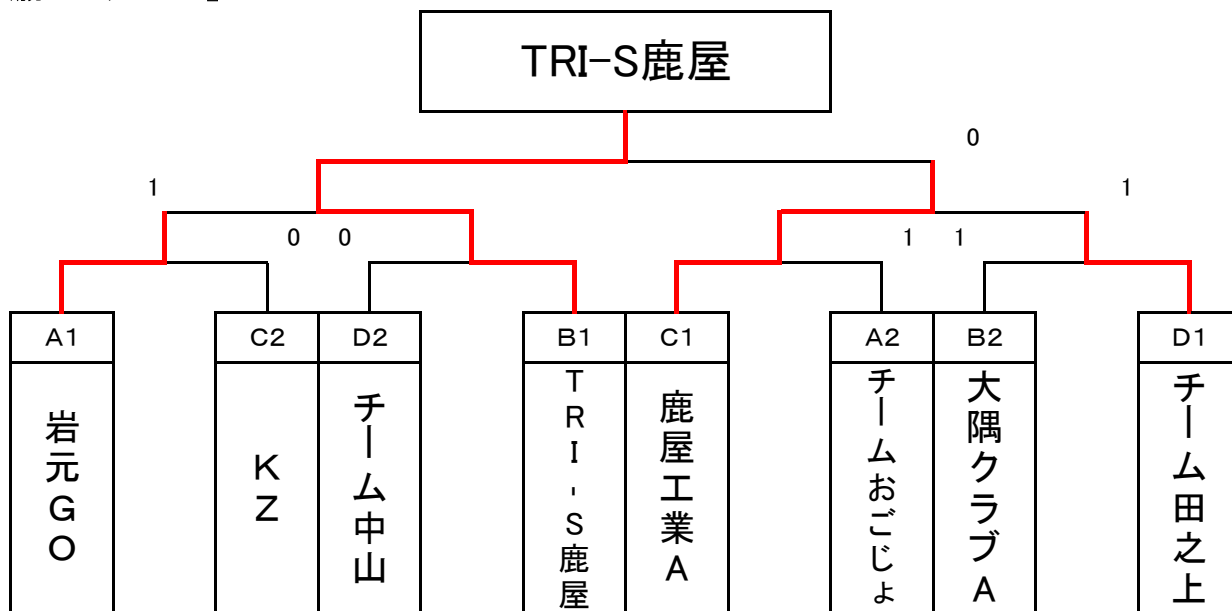 TRI-S鹿屋
0
1
1
0 0
1 1
A1
C2
D2
B1
C1
A2
B2
D1
岩元GO
KZ
チーム中山
TRI-S鹿屋
鹿屋工業A
チームおごじょ
大隅クラブA
チーム田之上